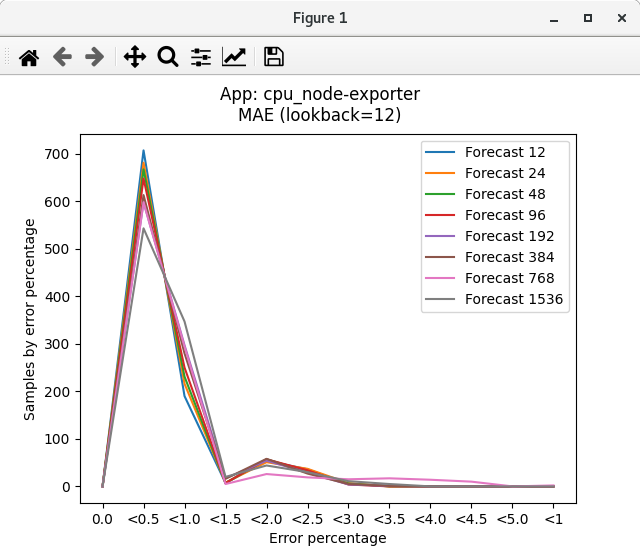 Figure 1
App: cpu_node-exporter
MAE (lookback=12)
Samples by error percentage
700
600
500
400
300
200
100
0
Forecast 12
Forecast 24
Forecast 48
Forecast 96
Forecast 192
Forecast 384
Forecast 768
Forecast 1536
0.0 <0.5 <1.0 <1.5 <2.0 <2.5 <3.0 <3.5 <4.0 <4.5 <5.0 <1
Error percentage